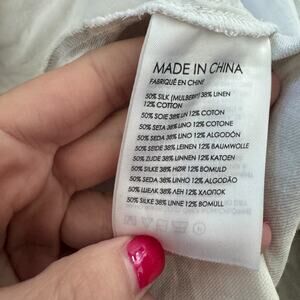 MADE IN CHINA
FABRIQUÉ EN CHINE
50% SILK (MULBERRY) 38% LINEN
12% COTTON
50% SOIE 38% LIN 12% COTON
50% SETA 38% LINO 12% COTONE
50% SEDA 38% LINO 12% ALGODÓN
50% SEIDE 38% LEINEN 12% BAUMWOLLE
50% ZIJDE 38% LINNEN 12% KATOEN
50% SILKE 38% HØR 12% BOMULD
50% SEDA 38% LINHO 12% ALGODÃO
50% ШЕЛК 38% ЛЕН 12% ХЛОПОК
50% SILKE 38% LINNE 12% BOMULL